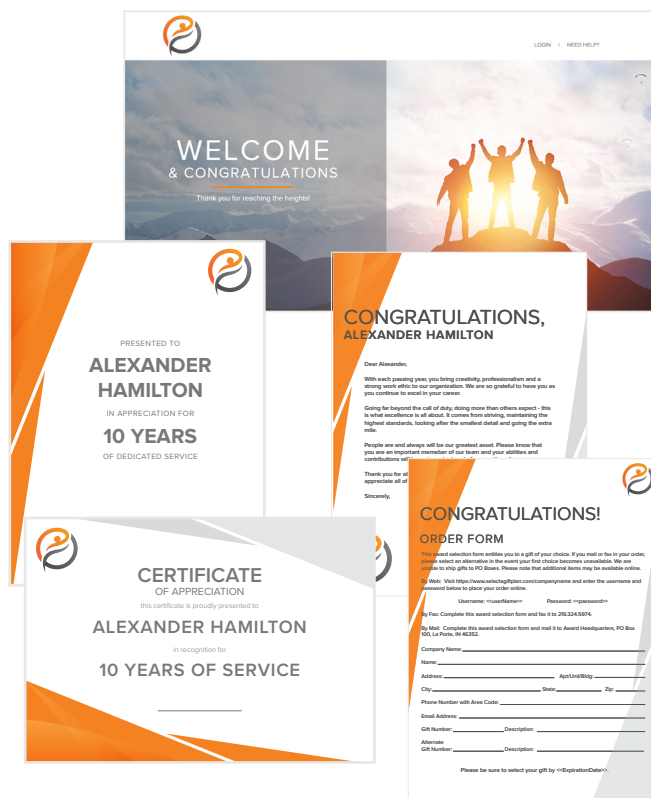 LOGIN | NEED HELP?
WELCOME
& CONGRATULATIONS
Thank you for reaching the heights!
PRESENTED TO
ALEXANDER
HAMILTON
IN APPRECIATION FOR
10 YEARS
OF DEDICATED SERVICE
CONGRATULATIONS,
ALEXANDER HAMILTON
Dear Alexander,
With each passing year, you bring creativity, professionalism and a
strong work ethic to our organization. We are so grateful to have you as
you continue to excel in your career.
Going far beyond the call of duty, doing more than others expect - this
is what excellence is all about. It comes from striving, maintaining the
highest standards, looking after the smallest detail and going the extra
mile.
People are and always will be our greatest asset. Please know that
you are an important memeber of our team and your abilities and
contributions
Thank you for al
appreciate all of
Sincerely,
CERTIFICATE
OF APPRECIATION
this certificate is proudly presented to
ALEXANDER HAMILTON
in recognition for
10 YEARS OF SERVICE
CONGRATULATIONS!
ORDER FORM
This award selection form entitles you to a gift of your choice. If you mail or fax in your order,
please select an alternative in the event your first choice becomes unavailable. We are
unable to ship gifts to PO Boxes. Please note that additional items may be available online.
By Web: Visit https://www.selectagiftplan.com/companyname and enter the username and
password below to place your order online.
Username: <<userName>> Password: <<password>>
By Fax: Complete this award selection form and fax it to 219.324.5974.
By Mail: Complete this award selection form and mail it to Award Headquarters, PO Box
100, La Porte, IN 46352.
Company Name:
Name:
Address: Apt/Unit/Bldg:
City: State: Zip:
Phone Number with Area Code:
Email Address:
Gift Number: Description:
Alternate
Gift Number: Description:
Please be sure to select your gift by <<ExpirationDate>>.